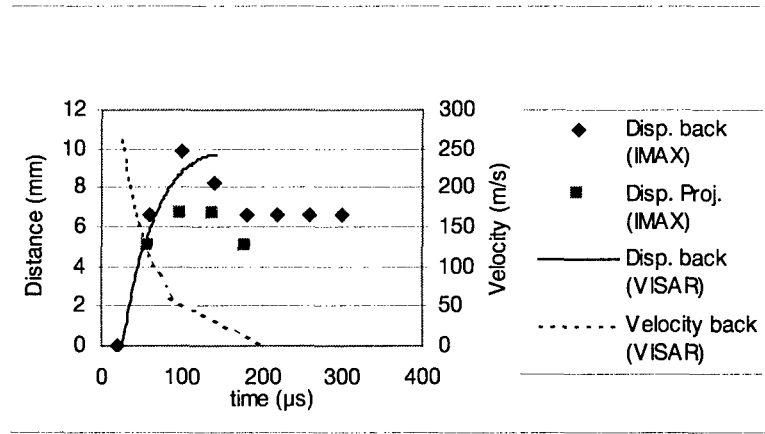 12
10
8
6
4
2
0
Distance (mm)
300
250
200
150
100
50
0
Velocity (m/s)
0
100
200
300
400
time (µs)
Disp. back
(IMAX)
Disp. Proj.
(IMAX)
Disp. back
(VISAR)
Velocity back
(VISAR)